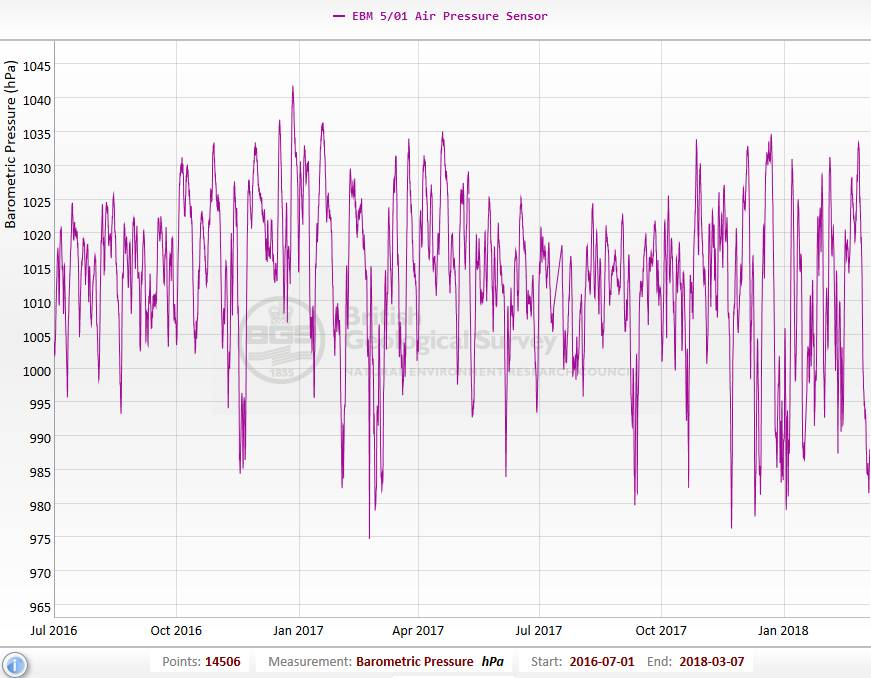 EBM 5/01 Air Pressure Sensor
Barometric Pressure (hPa)
1045
1040
1035
1030
1025
1020
1015
1010
1005
1000
995
990
985
980
975
970
965
BGS
1835
British
Geological Survey
NATURAL ENVIRONMENT RESEARCH COUNCIL
Jul 2016 Oct 2016 Jan 2017 Apr 2017 Jul 2017 Oct 2017 Jan 2018
Points: 14506 Measurement: Barometric Pressure hPa Start: 2016-07-01 End: 2018-03-07